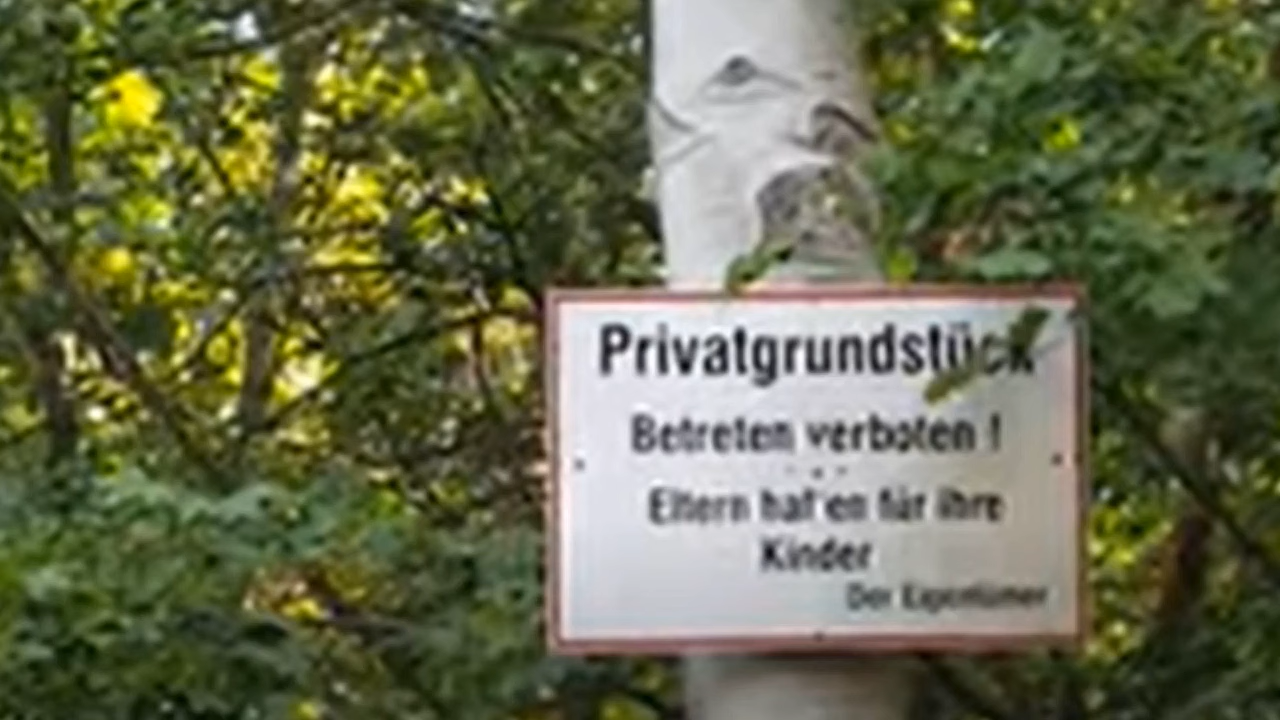 Privatgrundstück
Betreten verboten !
Eltern haften für ihre
Kinder
Der Eigentümer